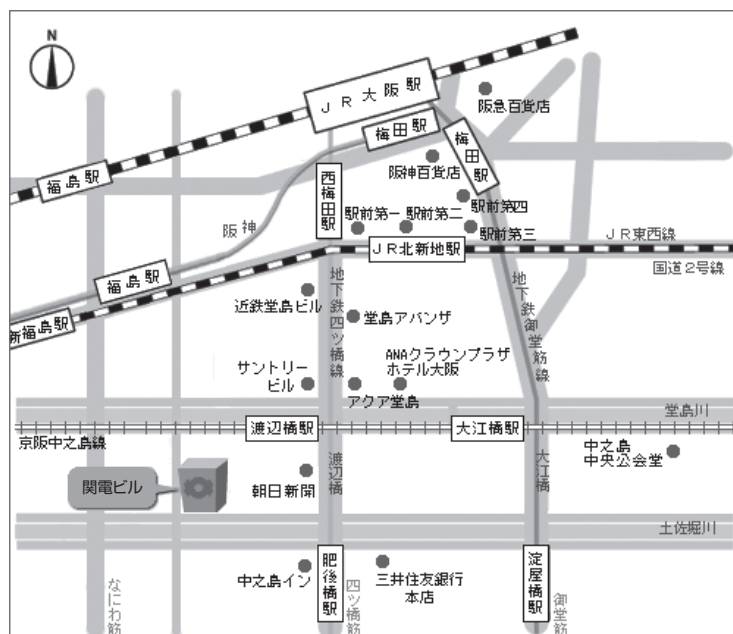 N
JR大阪駅
阪急百貨店
梅田駅
梅田駅
阪神百貨店
福島駅
西梅田駅
駅前第四
駅前第一
駅前第二
駅前第三
阪神
JR東西線
JR北新地駅
国道2号線
福島駅
新福島駅
近鉄堂島ビル
地下鉄四ツ橋線
地下鉄御堂筋線
堂島アバンザ
サントリー
ビル
ANAクラウンプラザ
ホテル大阪
アクア堂島
堂島川
渡辺橋駅
大江橋駅
京阪中之島線
中之島
中央公会堂
渡辺橋
大江橋
関電ビル
朝日新聞
土佐堀川
中之島イン
肥後橋駅
三井住友銀行
本店
淀屋橋駅
なにわ筋
四ツ橋筋
御堂筋